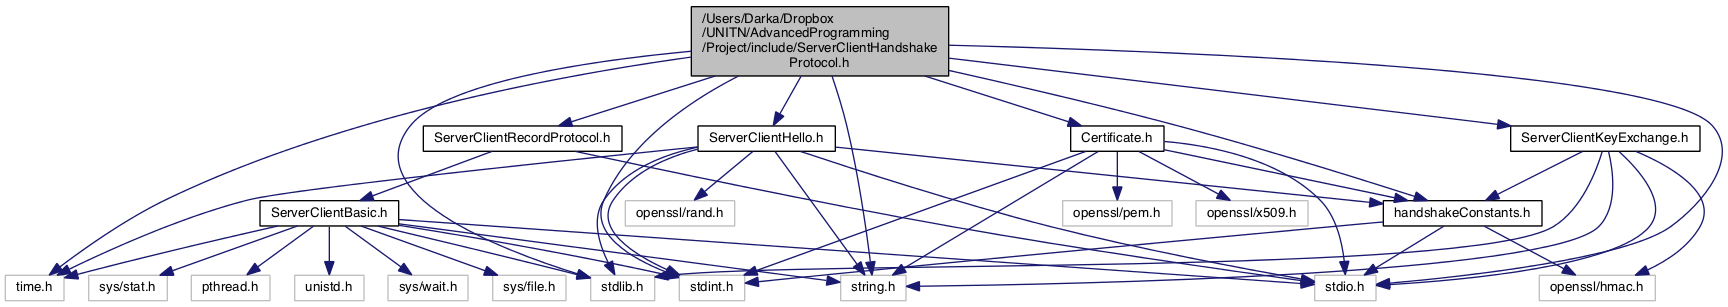 /Users/Darka/Dropbox
/UNITN/AdvancedProgramming
/Project/include/ServerClientHandshake
Protocol.h
ServerClientRecordProtocol.h
ServerClientHello.h
Certificate.h
ServerClientKeyExchange.h
ServerClientBasic.h
openssl/rand.h
openssl/pem.h
openssl/x509.h
handshakeConstants.h
time.h
sys/stat.h
pthread.h
unistd.h
sys/wait.h
sys/file.h
stdlib.h
stdint.h
string.h
stdio.h
openssl/hmac.h